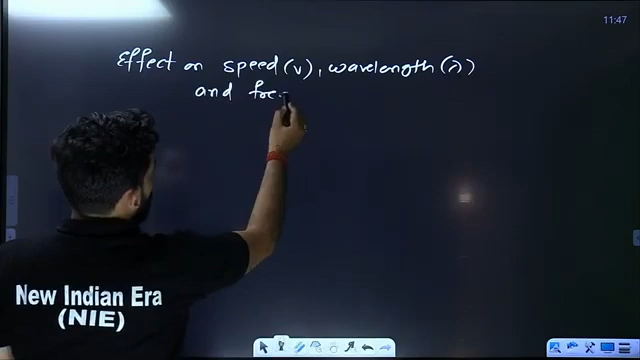 11:47
Effect on speed (v), wavelength (λ)
and fre
New Indian Era
(NIE)